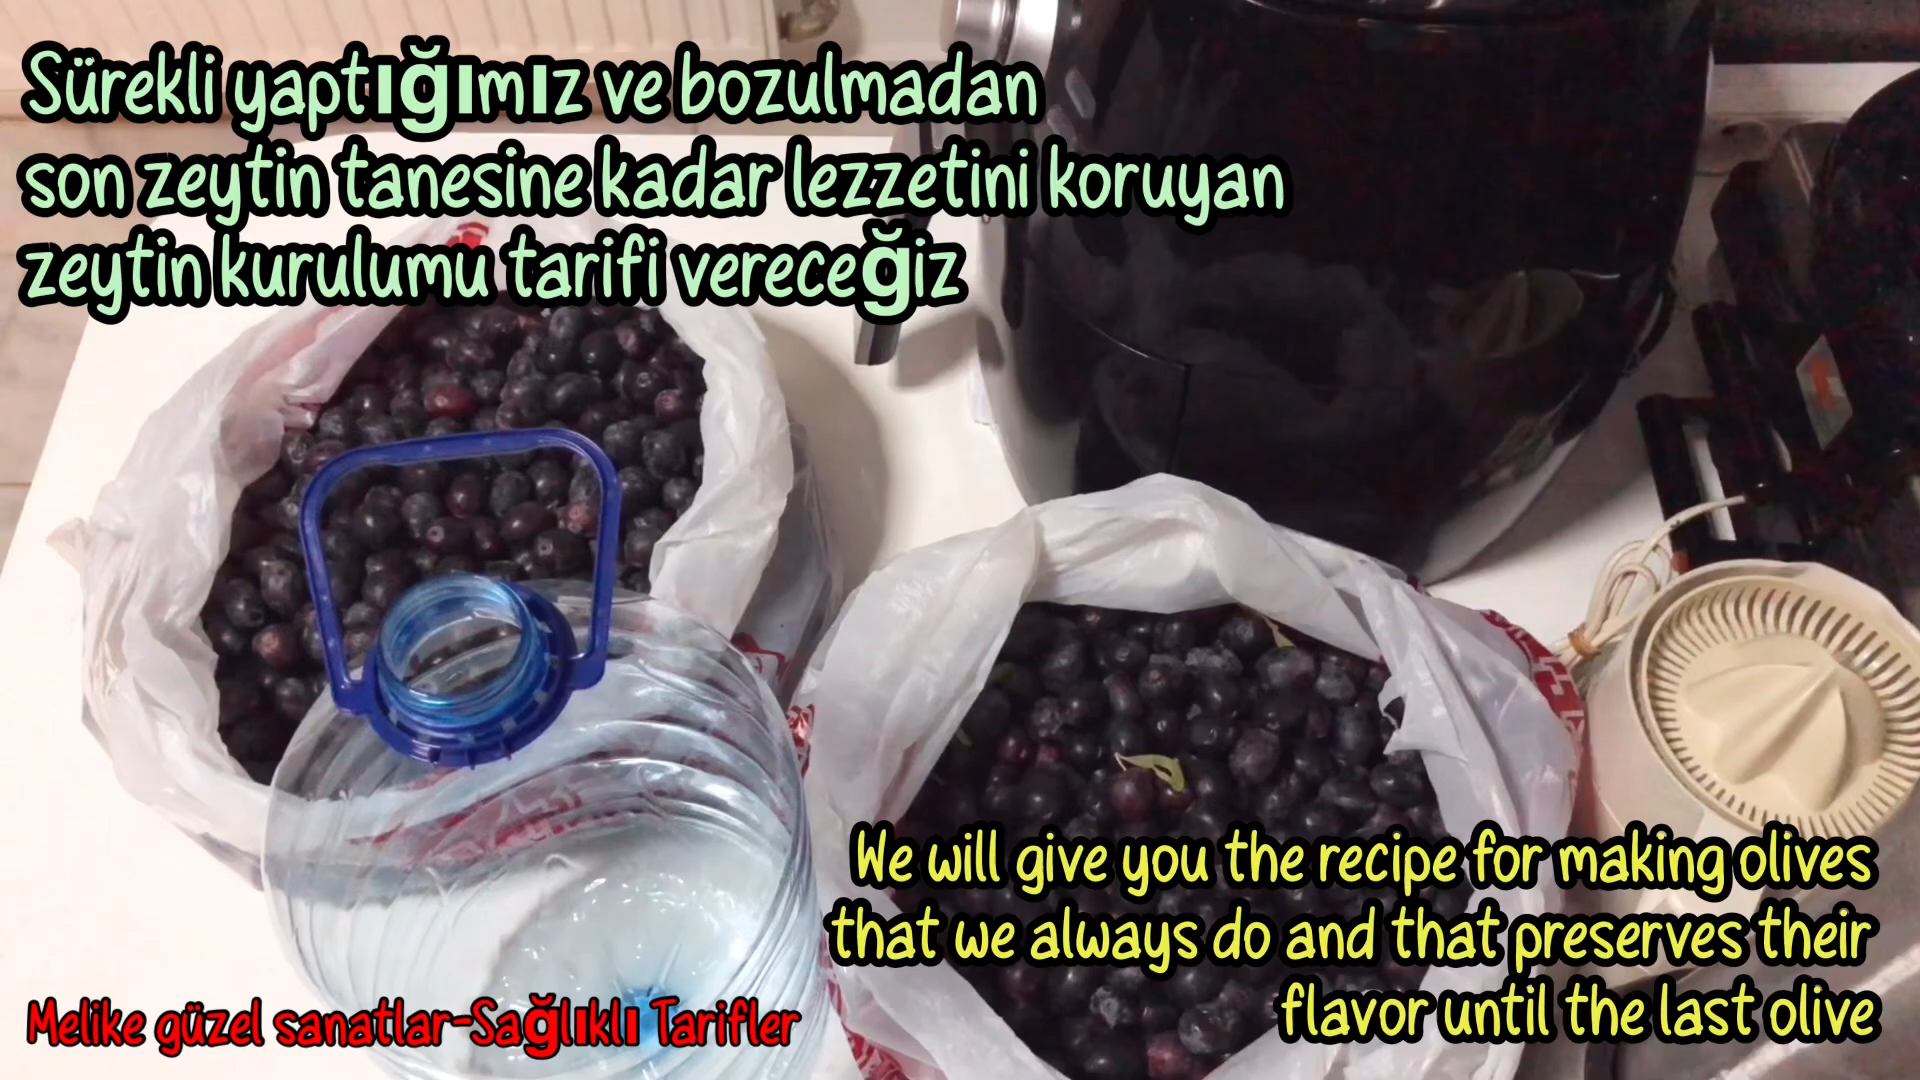 Sürekli yaptığımız ve bozulmadan
son zeytin tanesine kadar lezzetini koruyan
zeytin kurulumu tarifi vereceğiz
We will give you the recipe for making olives
that we always do and that preserves their
flavor until the last olive
Melike güzel sanatlar-Sağlıklı Tarifler